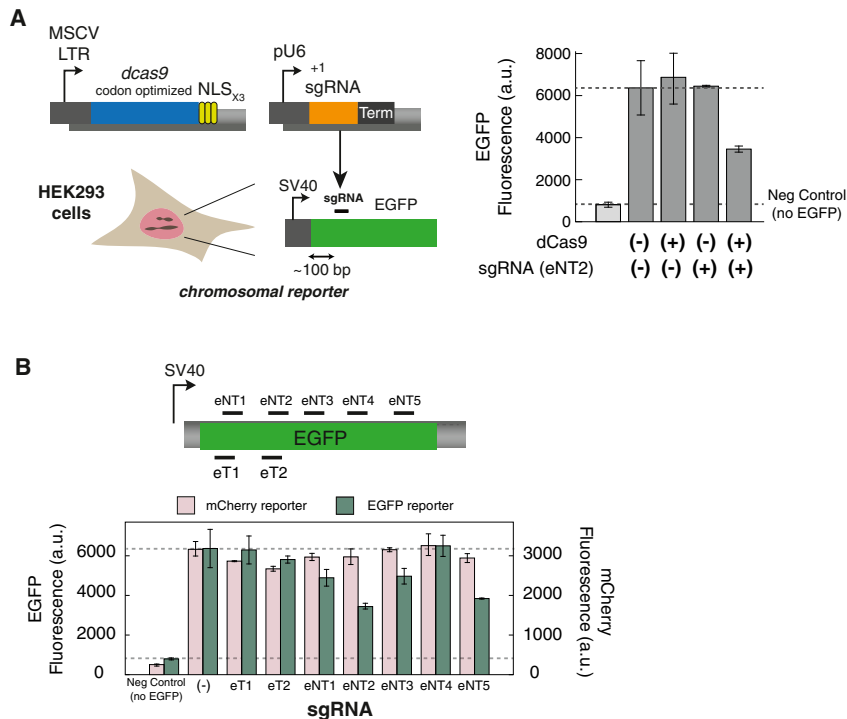 A
MSCV
LTR
dcas9
codon optimized
NLSX3
pU6
+1
sgRNA
Term
HEK293
cells
SV40
sgRNA
EGFP
~100 bp
chromosomal reporter
EGFP
Fluorescence (a.u.)
8000
6000
4000
2000
0
Neg Control
(no EGFP)
dCas9 (-) (+) (-) (+)
sgRNA (eNT2) (-) (-) (+) (+)
B
SV40
eNT1 eNT2 eNT3 eNT4 eNT5
EGFP
eT1 eT2
mCherry reporter EGFP reporter
EGFP
Fluorescence (a.u.)
6000
4000
2000
0
3000
2000
1000
0
mCherry
Fluorescence (a.u.)
Neg Control
(no EGFP)
(-) eT1 eT2 eNT1 eNT2 eNT3 eNT4 eNT5
sgRNA